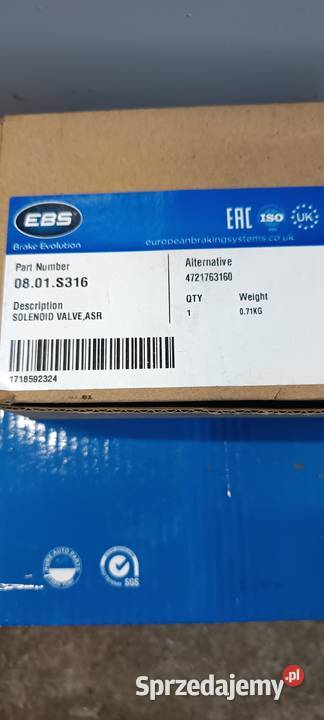 EBS
Brake Evolution
EAC ISO UK
europeanbrakingsystems.co.uk
Part Number
08.01.S316
Description
SOLENOID VALVE,ASR
Alternative
4721763160
QTY Weight
1 0.71KG
1718592324
SGS
Sprzedajemy.pl